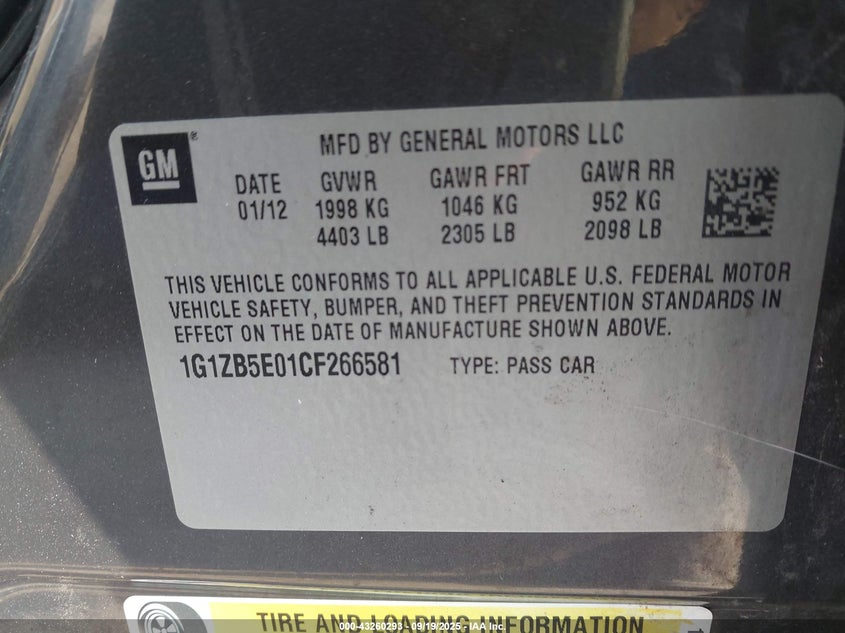 GM ®
MFD BY GENERAL MOTORS LLC
DATE GVWR GAWR FRT GAWR RR
01/12 1998 KG 1046 KG 952 KG
4403 LB 2305 LB 2098 LB
THIS VEHICLE CONFORMS TO ALL APPLICABLE U.S. FEDERAL MOTOR
VEHICLE SAFETY, BUMPER, AND THEFT PREVENTION STANDARDS IN
EFFECT ON THE DATE OF MANUFACTURE SHOWN ABOVE.
1G1ZB5E01CF266581 TYPE: PASS CAR
TIRE AND LOADING INFORMATION
000-43260293 - 09/19/2025 - IAA Inc.